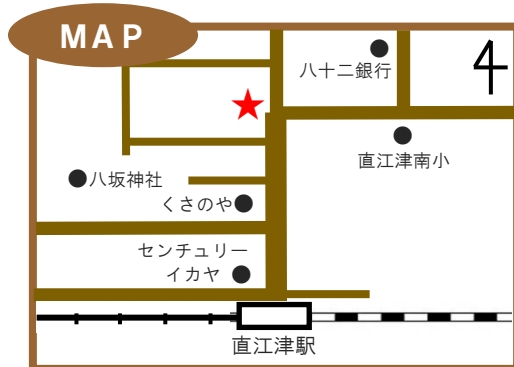 MAP
八十二銀行
直江津南小
八坂神社
くさのや
センチュリー
イカヤ
直江津駅